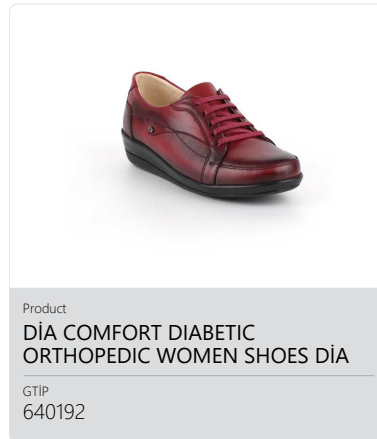 Product
DİA COMFORT DIABETIC
ORTHOPEDIC WOMEN SHOES DİA
GTİP
640192